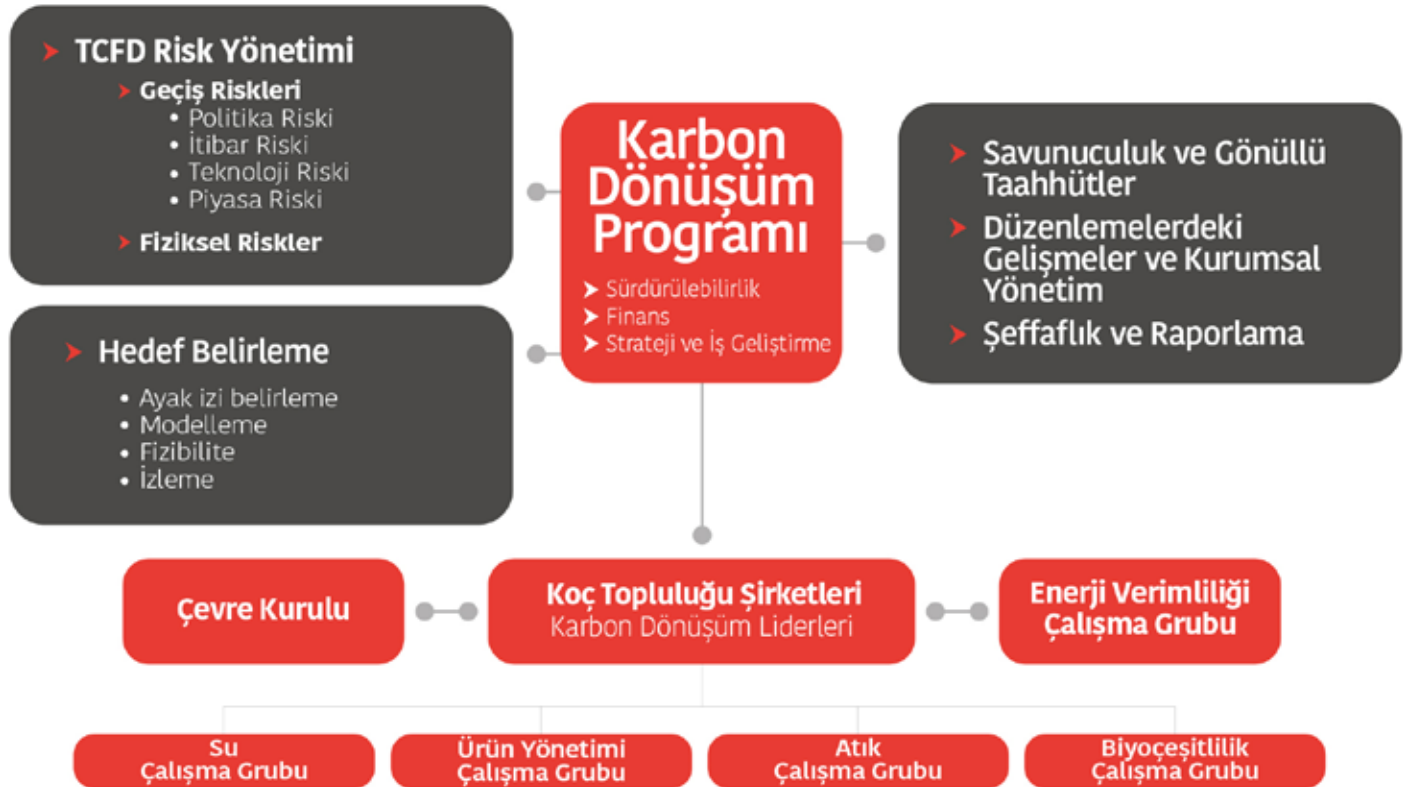 TCFD Risk Yönetimi
Geçiş Riskleri
• Politika Riski
• İtibar Riski
• Teknoloji Riski
• Piyasa Riski
Fiziksel Riskler
Hedef Belirleme
• Ayak izi belirleme
• Modelleme
• Fizibilite
• İzleme
Karbon
Dönüşüm
Programı
Sürdürülebilirlik
Finans
Strateji ve İş Geliştirme
Savunuculuk ve Gönüllü
Taahhütler
Düzenlemelerdeki
Gelişmeler ve Kurumsal
Yönetim
Şeffaflık ve Raporlama
Çevre Kurulu
Koç Topluluğu Şirketleri
Karbon Dönüşüm Liderleri
Enerji Verimliliği
Çalışma Grubu
Su
Çalışma Grubu
Ürün Yönetimi
Çalışma Grubu
Atık
Çalışma Grubu
Biyoçeşitlilik
Çalışma Grubu